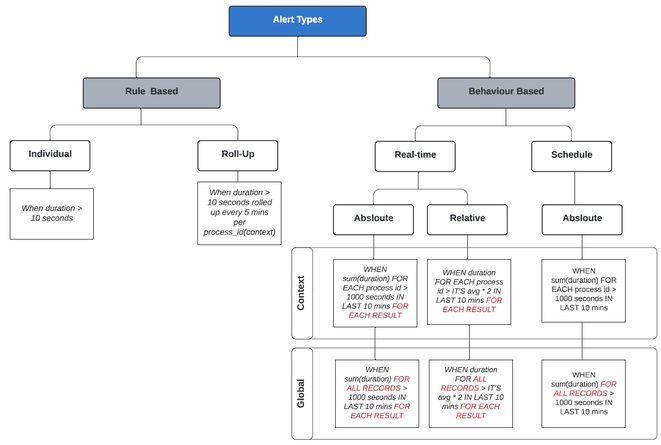 Alert Types
Rule Based
Behaviour Based
Individual
Roll-Up
Real-time
Schedule
When duration >
10 seconds
When duration >
10 seconds rolled
up every 5 mins
per
process_id(context)
Absloute
Relative
Absloute
Context
WHEN
sum(duration) FOR
EACH process id >
1000 seconds IN
LAST 10 mins FOR
EACH RESULT
WHEN duration
FOR EACH process
id > IT'S avg * 2 IN
LAST 10 mins FOR
EACH RESULT
WHEN
sum(duration) FOR
EACH process id >
1000 seconds IN
LAST 10 mins
Global
WHEN
sum(duration) FOR
FOR ALL RECORDS >
1000 seconds IN
LAST 10 mins FOR
EACH RESULT
WHEN duration
FOR ALL
RECORDS > IT'S
avg * 2 IN LAST 10
mins FOR EACH
RESULT
WHEN
sum(duration) FOR
ALL RECORDS >
1000 seconds IN
LAST 10 mins